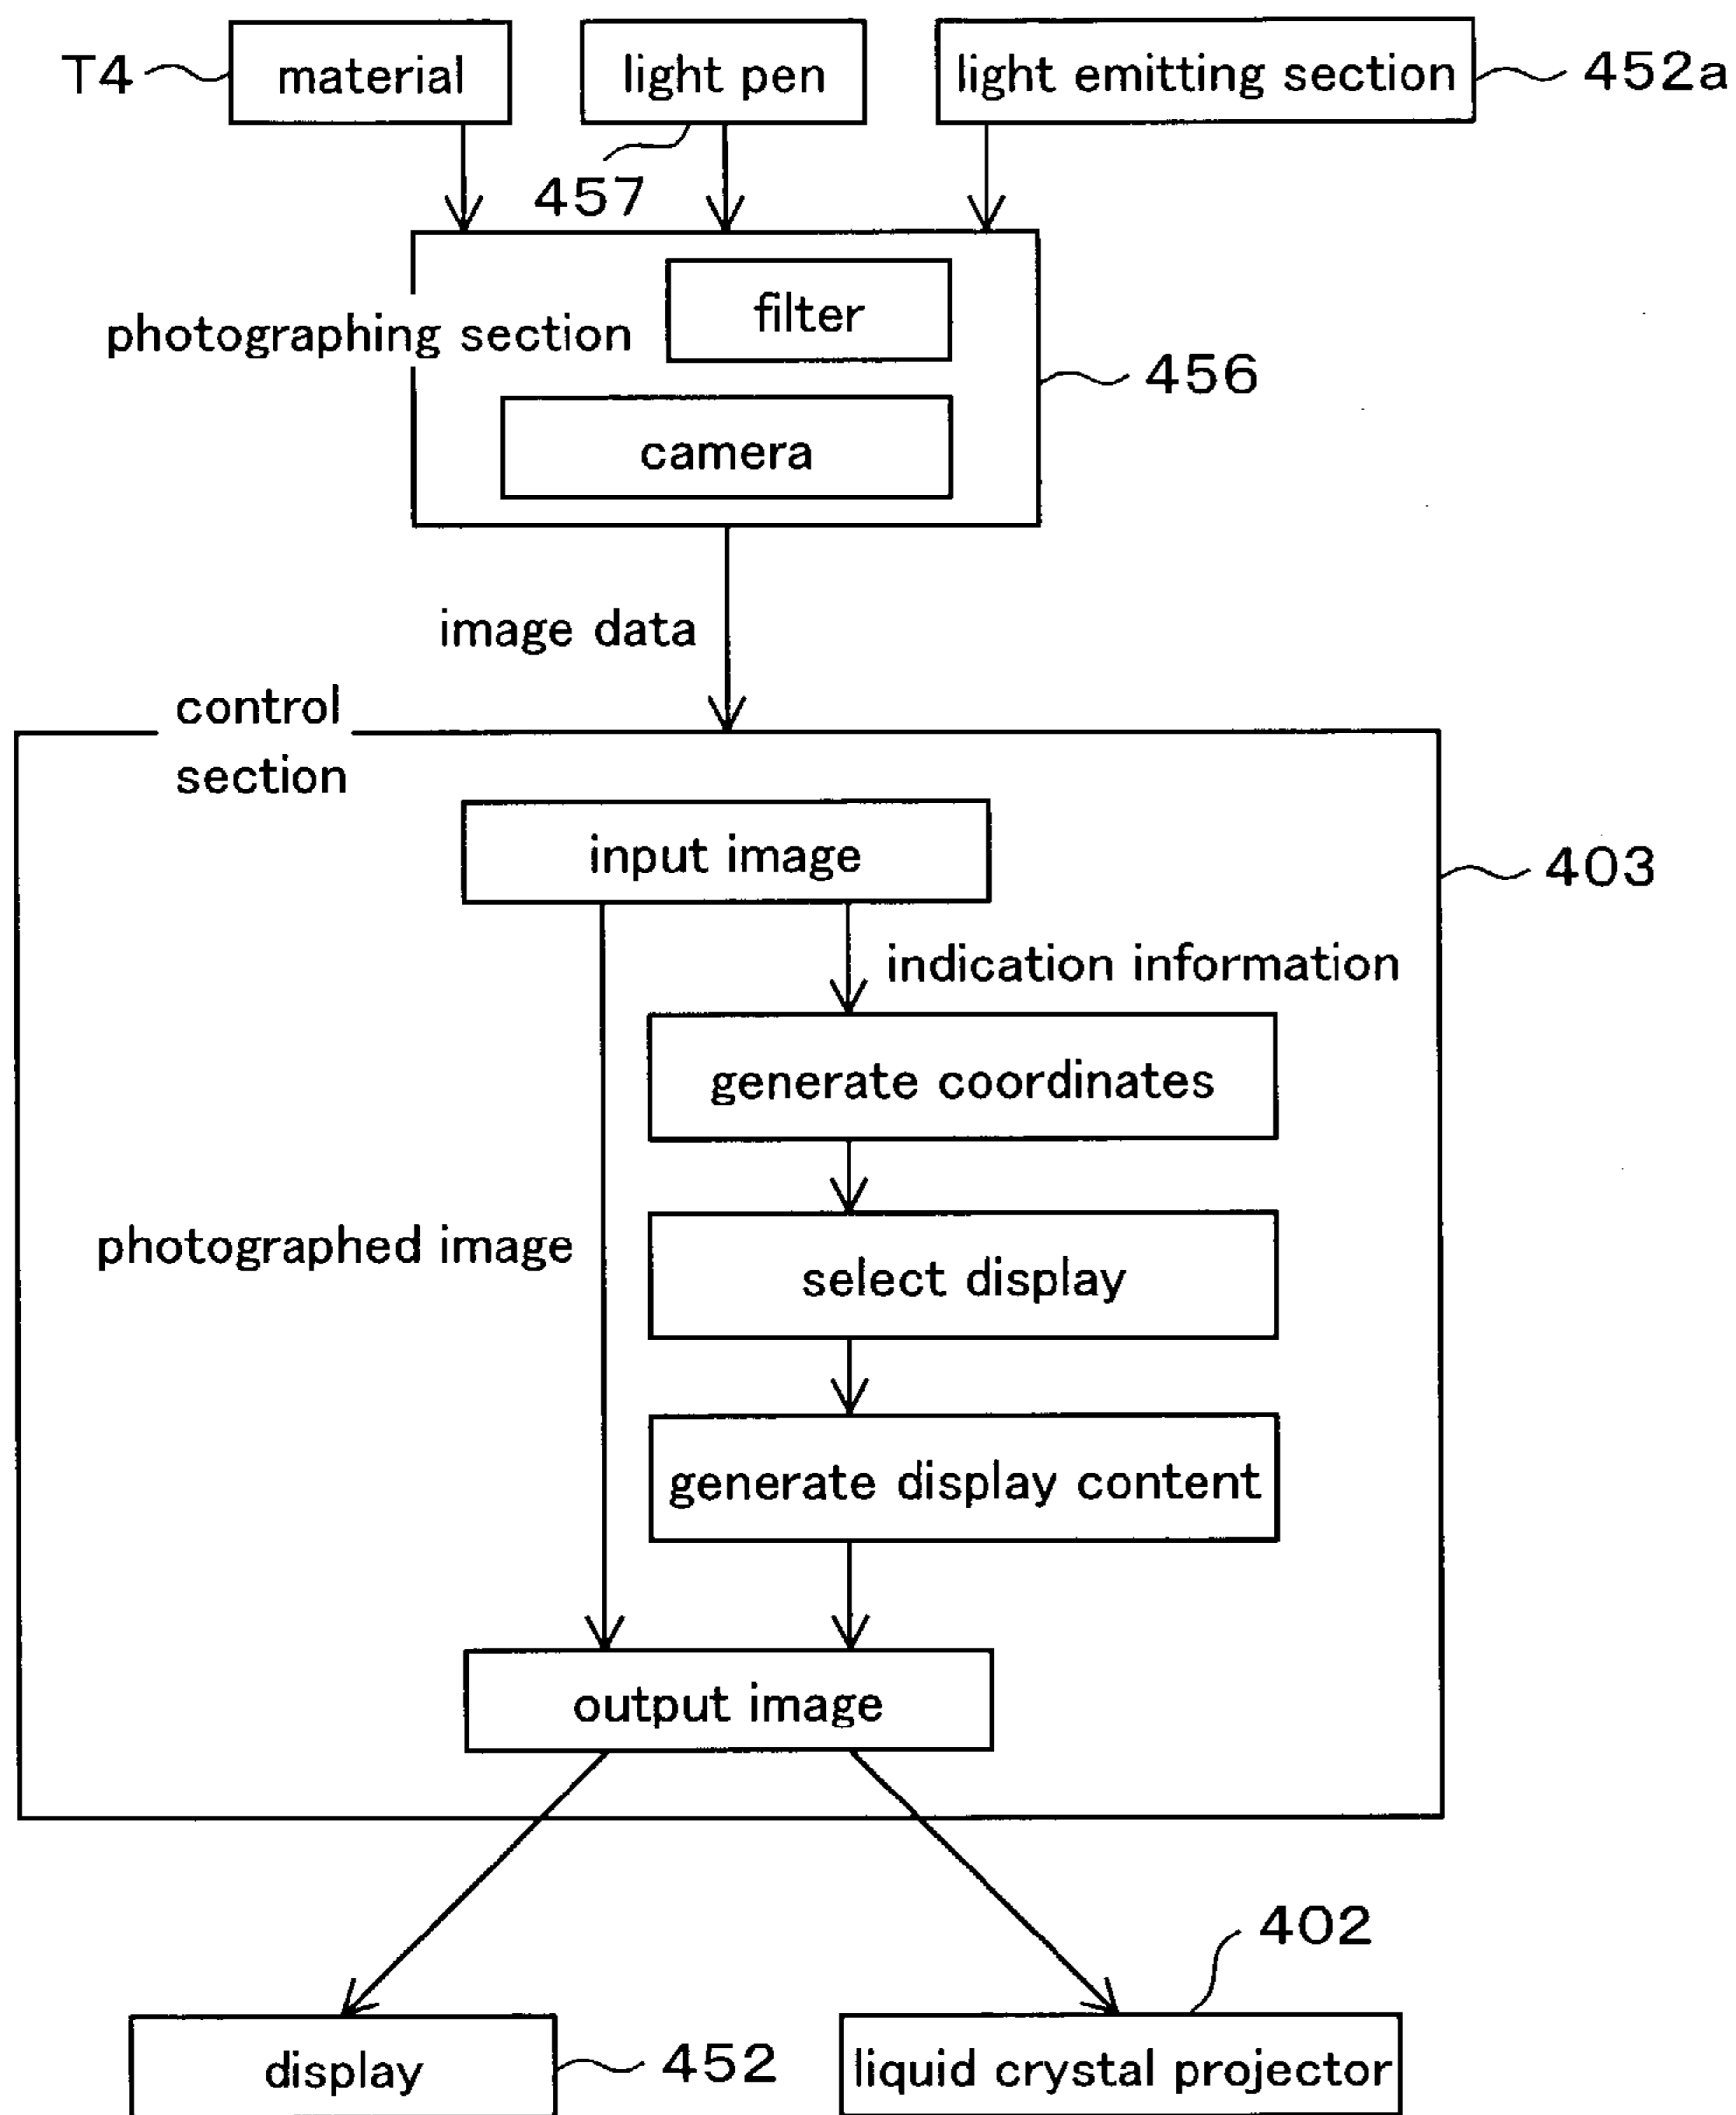 T4
material
light pen
light emitting section
452a
457
photographing section
filter
456
camera
image data
control
section
input image
403
indication information
generate coordinates
photographed image
select display
generate display content
output image
402
display
452
liquid crystal projector